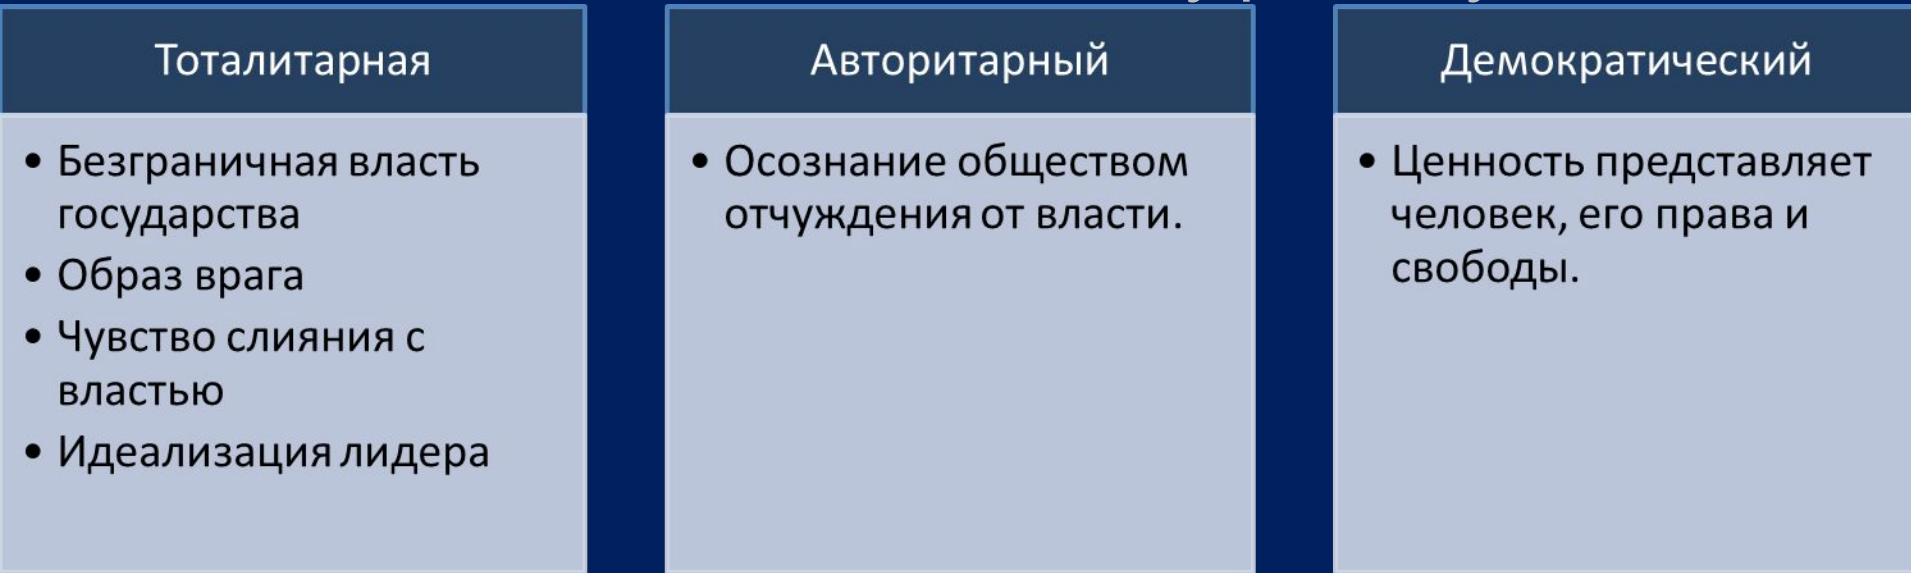 Тоталитарная
• Безграничная власть
государства
• Образ врага
• Чувство слияния с
властью
• Идеализация лидера
Авторитарный
• Осознание обществом
отчуждения от власти.
Демократический
• Ценность представляет
человек, его права и
свободы.